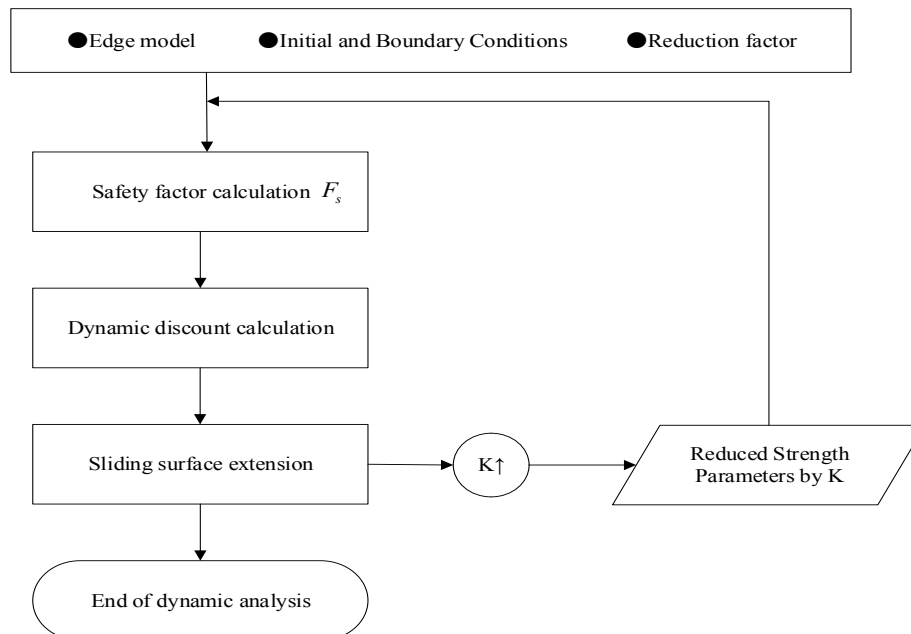 ●Edge model ●Initial and Boundary Conditions ●Reduction factor
Safety factor calculation F_s
Dynamic discount calculation
Sliding surface extension
K↑
Reduced Strength
Parameters by K
End of dynamic analysis